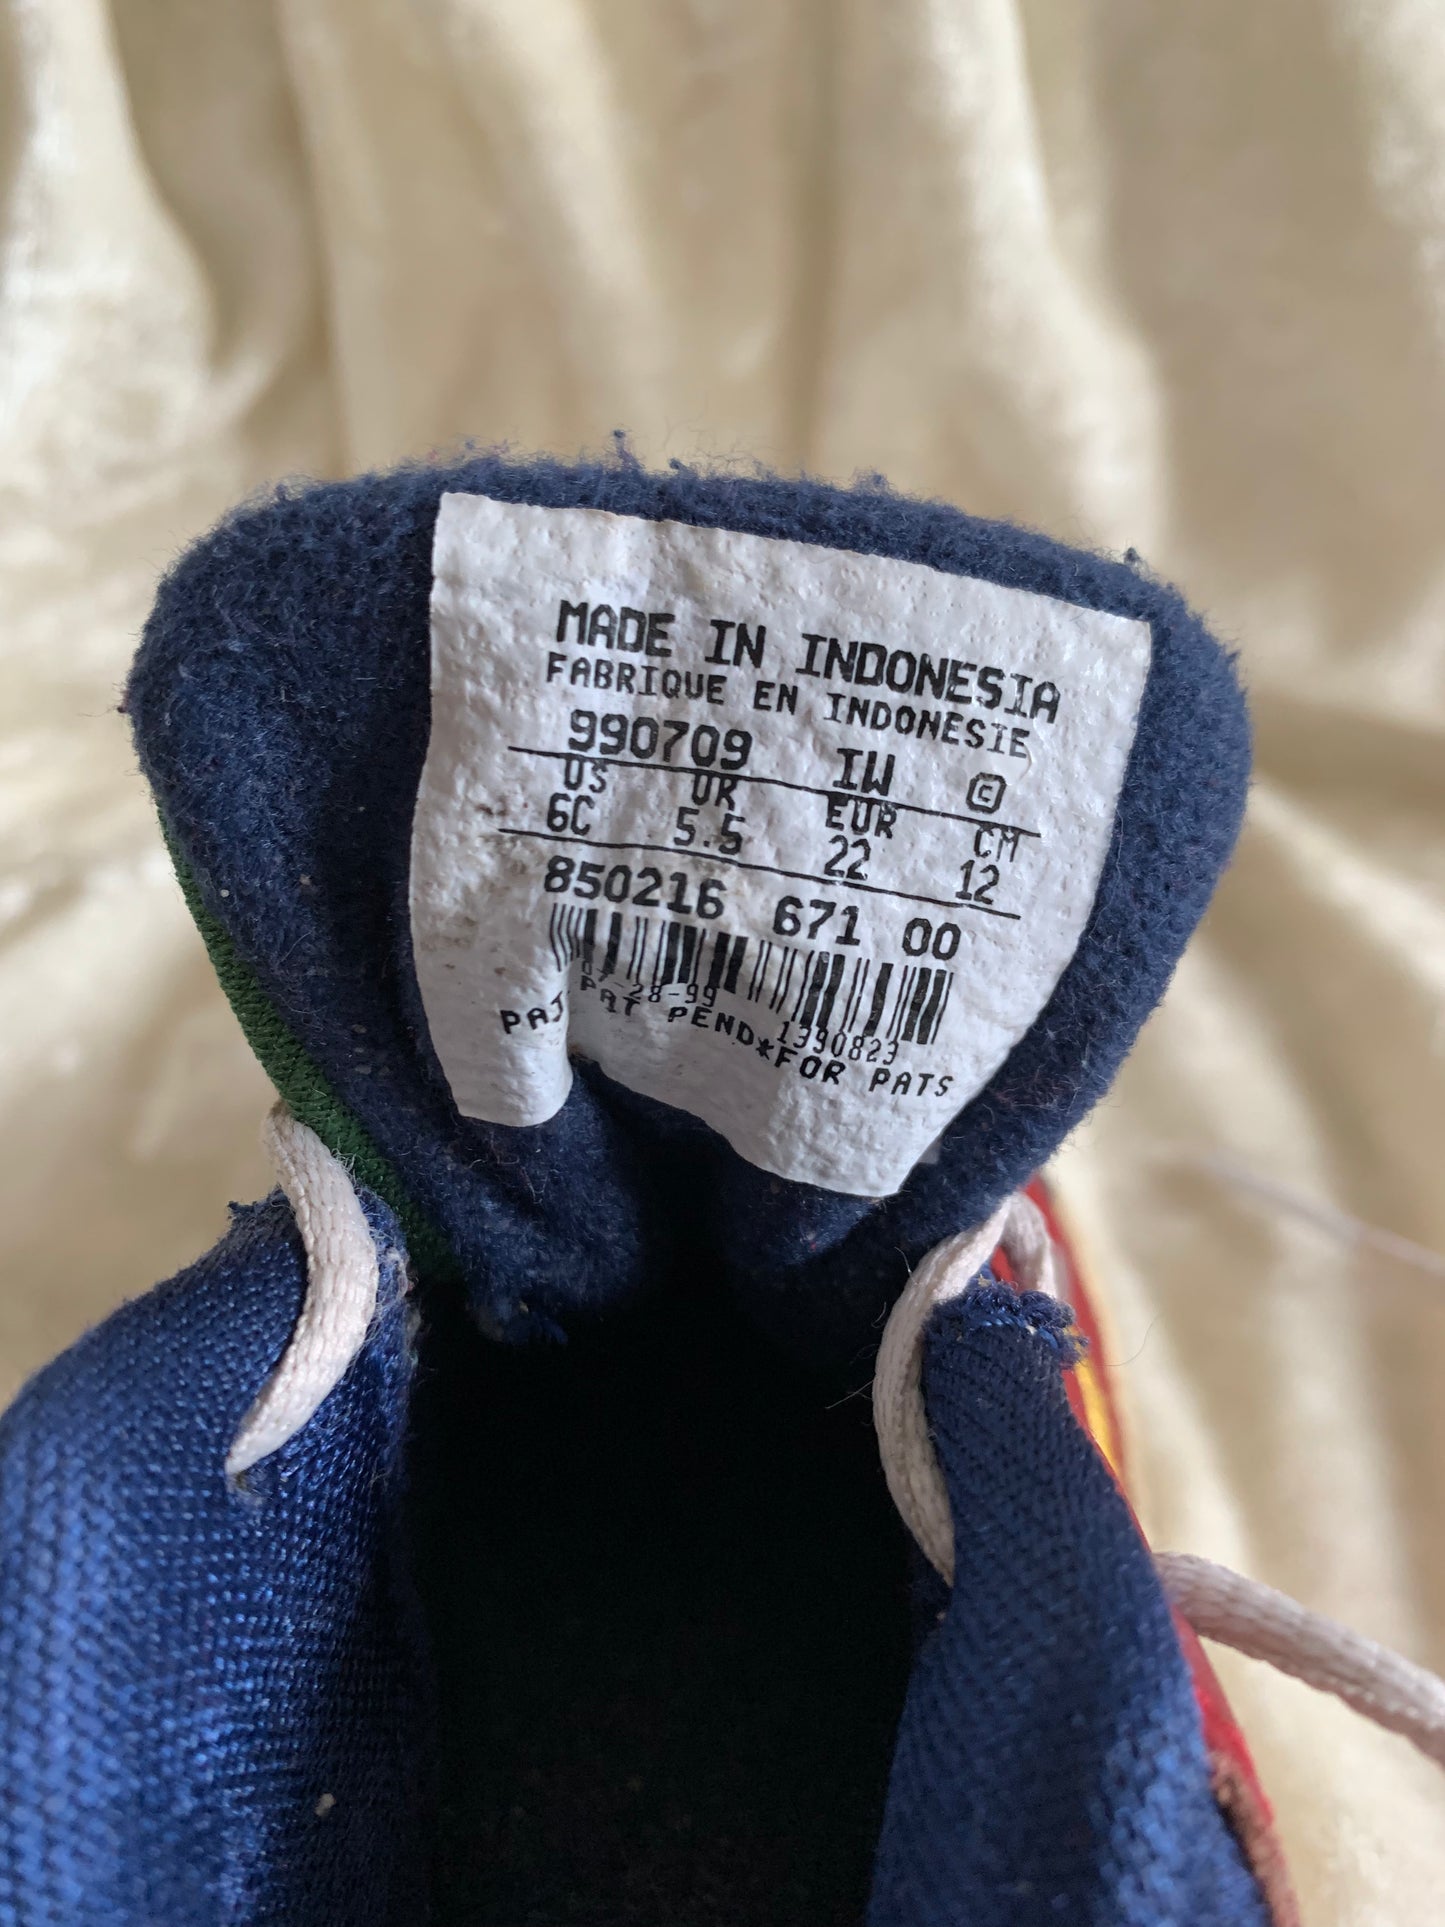 MADE IN INDONESIA
FABRIQUE EN INDONESIE
990709 IW ©
US UK EUR CM
6C 5.5 22 12
850216 671 00
07-28-99 1390823
PAT PEND*FOR PATS